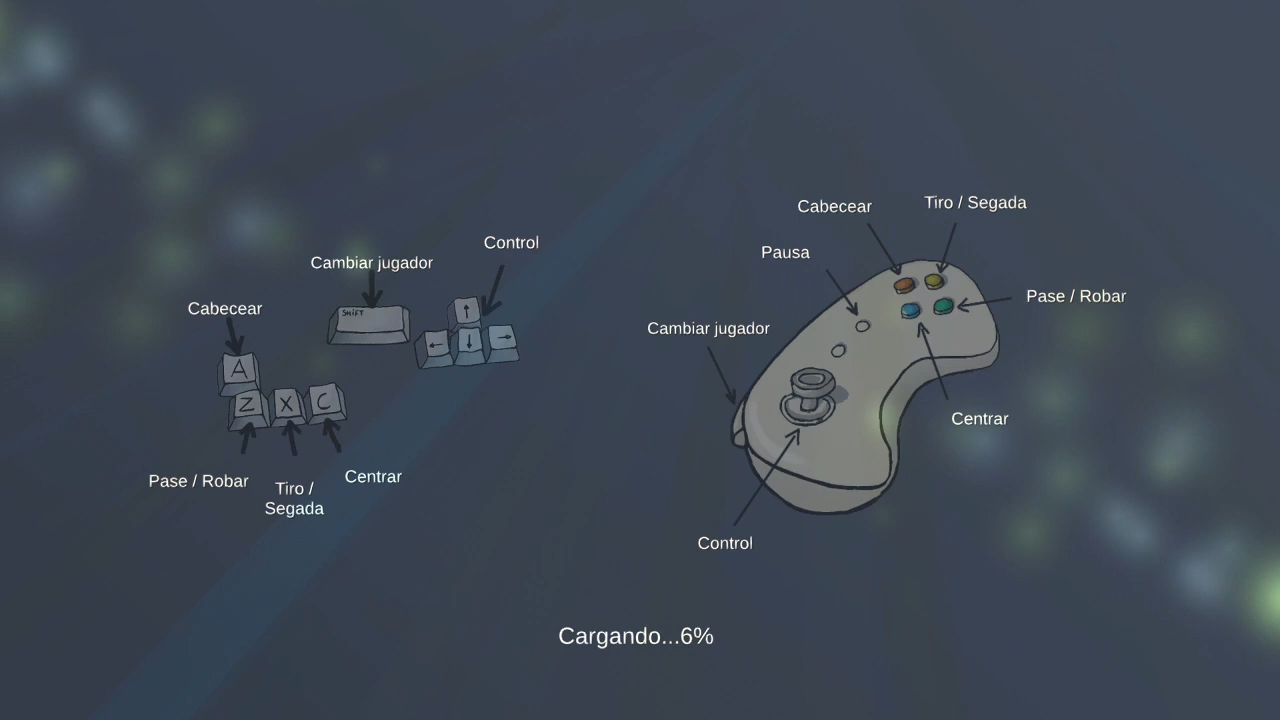 Cabecear
Cambiar jugador
Control
SHIFT
↑
← ↓ →
A
Z X C
Pase / Robar
Tiro /
Segada
Centrar
Cabecear
Tiro / Segada
Pausa
Pase / Robar
Cambiar jugador
Centrar
Control
Cargando...6%